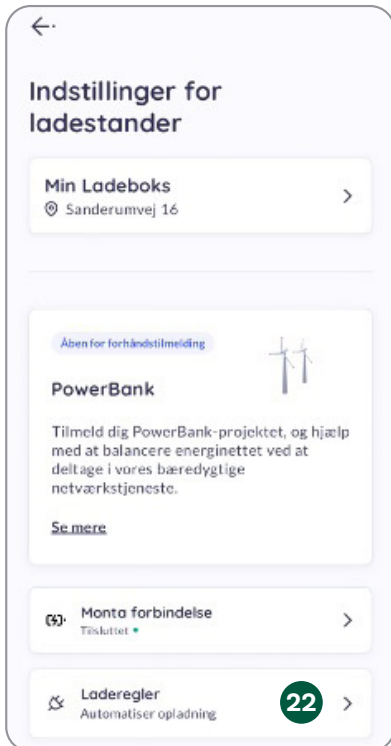 Indstillinger for
ladestander
Min Ladeboks
Sanderumvej 16
Åben for forhåndstilmelding
PowerBank
Tilmeld dig PowerBank-projektet, og hjælp
med at balancere energinettet ved at
deltage i vores bæredygtige
netværkstjeneste.
Se mere
Monta forbindelse
Tilsluttet
Laderegler
Automatiser opladning
22